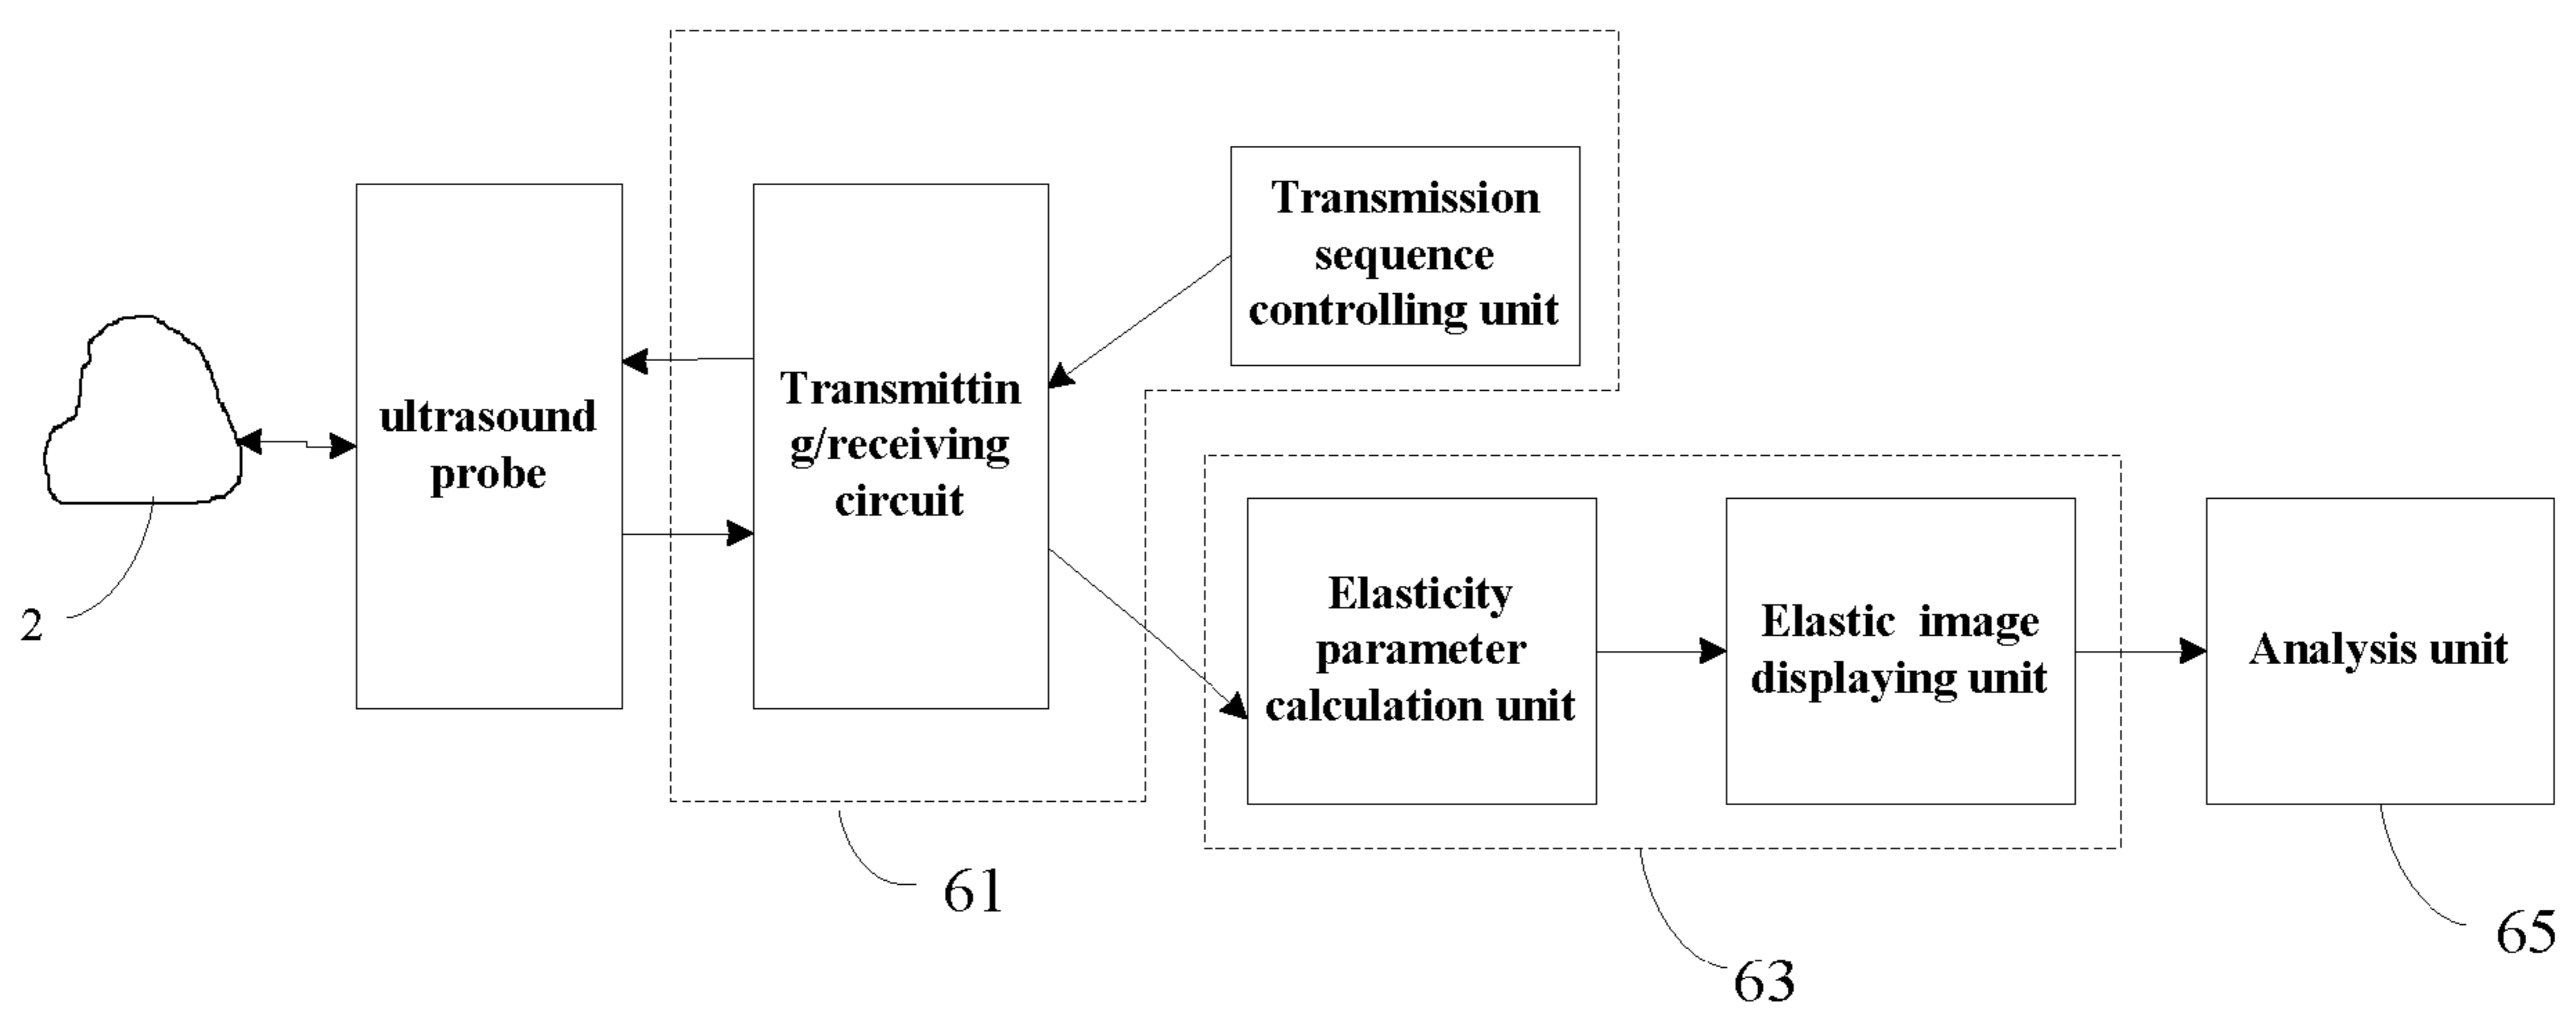 Transmission
sequence
controlling unit
ultrasound
probe
Transmittin
g/receiving
circuit
Elasticity
parameter
calculation unit
Elastic image
displaying unit
Analysis unit
2
61
63
65